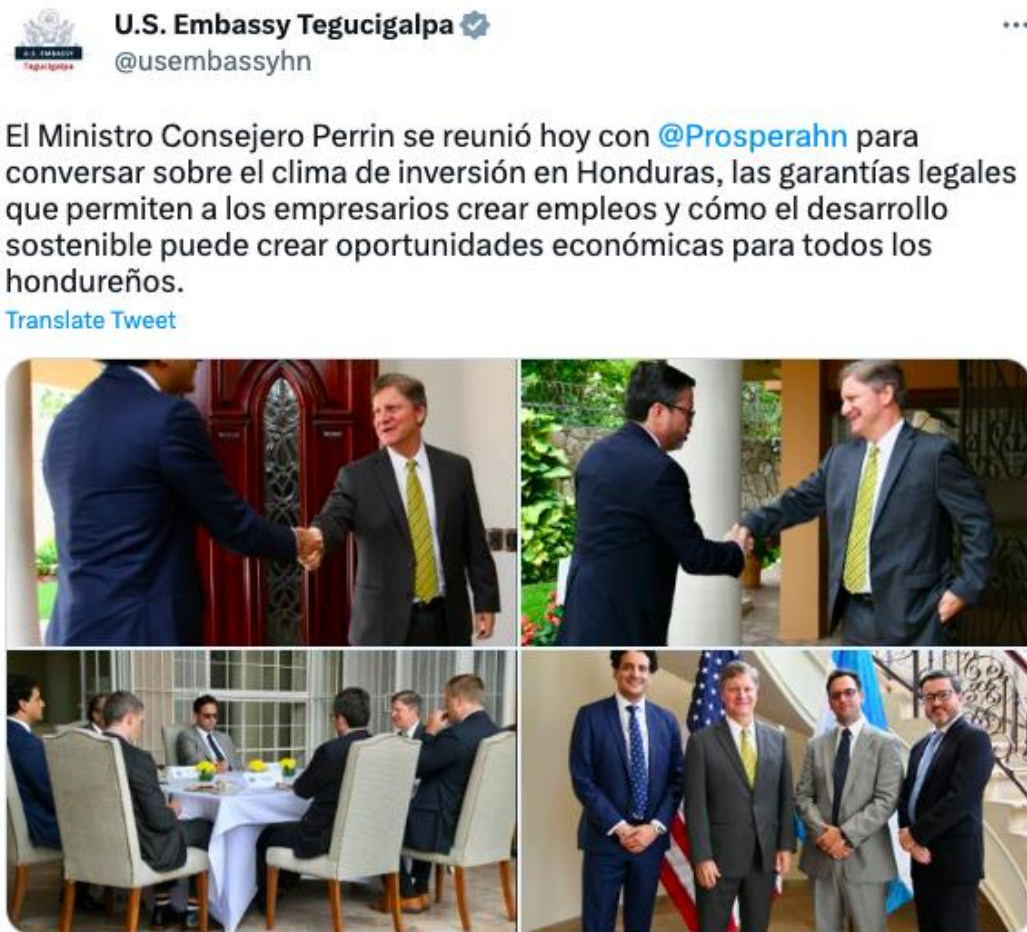 U.S. Embassy Tegucigalpa
@usembassyhn
U.S. EMBASSY
Tegucigalpa
El Ministro Consejero Perrin se reunió hoy con @Prosperahn para
conversar sobre el clima de inversión en Honduras, las garantías legales
que permiten a los empresarios crear empleos y cómo el desarrollo
sostenible puede crear oportunidades económicas para todos los
hondureños.
Translate Tweet